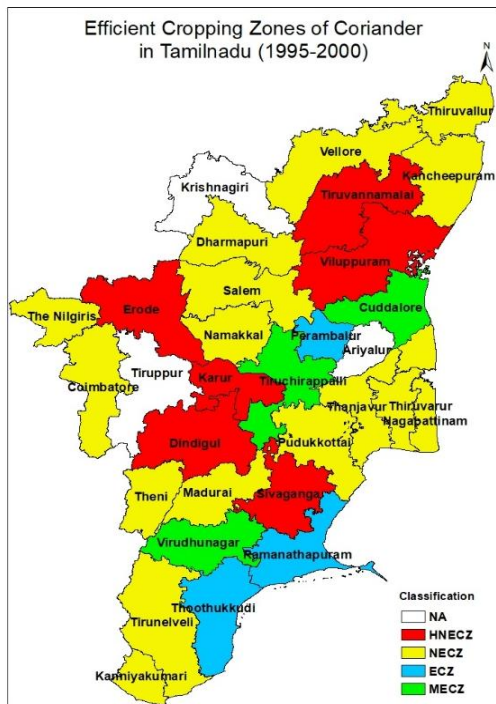 Efficient Cropping Zones of Coriander
in Tamilnadu (1995-2000)
N
Thiruvallur
Vellore
Kancheepuram
Krishnagiri
Tiruvannamalai
Dharmapuri
Viluppuram
Salem
Cuddalore
The Nilgiris
Erode
Namakkal
Perambalur
Ariyalur
Tiruppur
Karur
Coimbatore
Tiruchirappalli
Thanjavur
Thiruvarur
Nagapattinam
Dindigul
Pudukkottai
Theni
Madurai
Sivagangai
Virudhunagar
Ramanathapuram
Thoothukkudi
Tirunelveli
Kanniyakumari
Classification
NA
HNECZ
NECZ
ECZ
MECZ